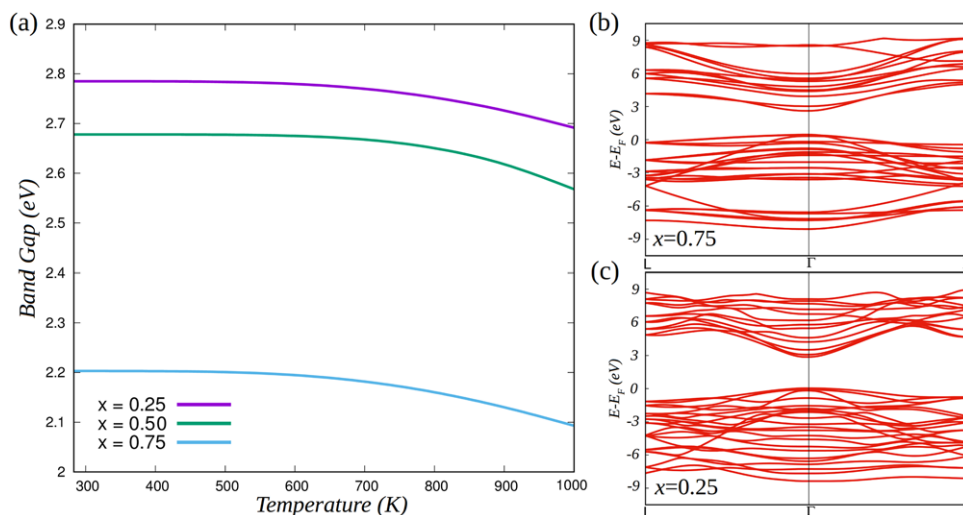 (a)
Band Gap (eV)
2.9
2.8
2.7
2.6
2.5
2.4
2.3
2.2
2.1
2
x = 0.25
x = 0.50
x = 0.75
300 400 500 600 700 800 900 1000
Temperature (K)
(b)
E-E_F (eV)
9
6
3
0
-3
-6
-9
x=0.75
L Γ
(c)
E-E_F (eV)
9
6
3
0
-3
-6
-9
x=0.25
L Γ